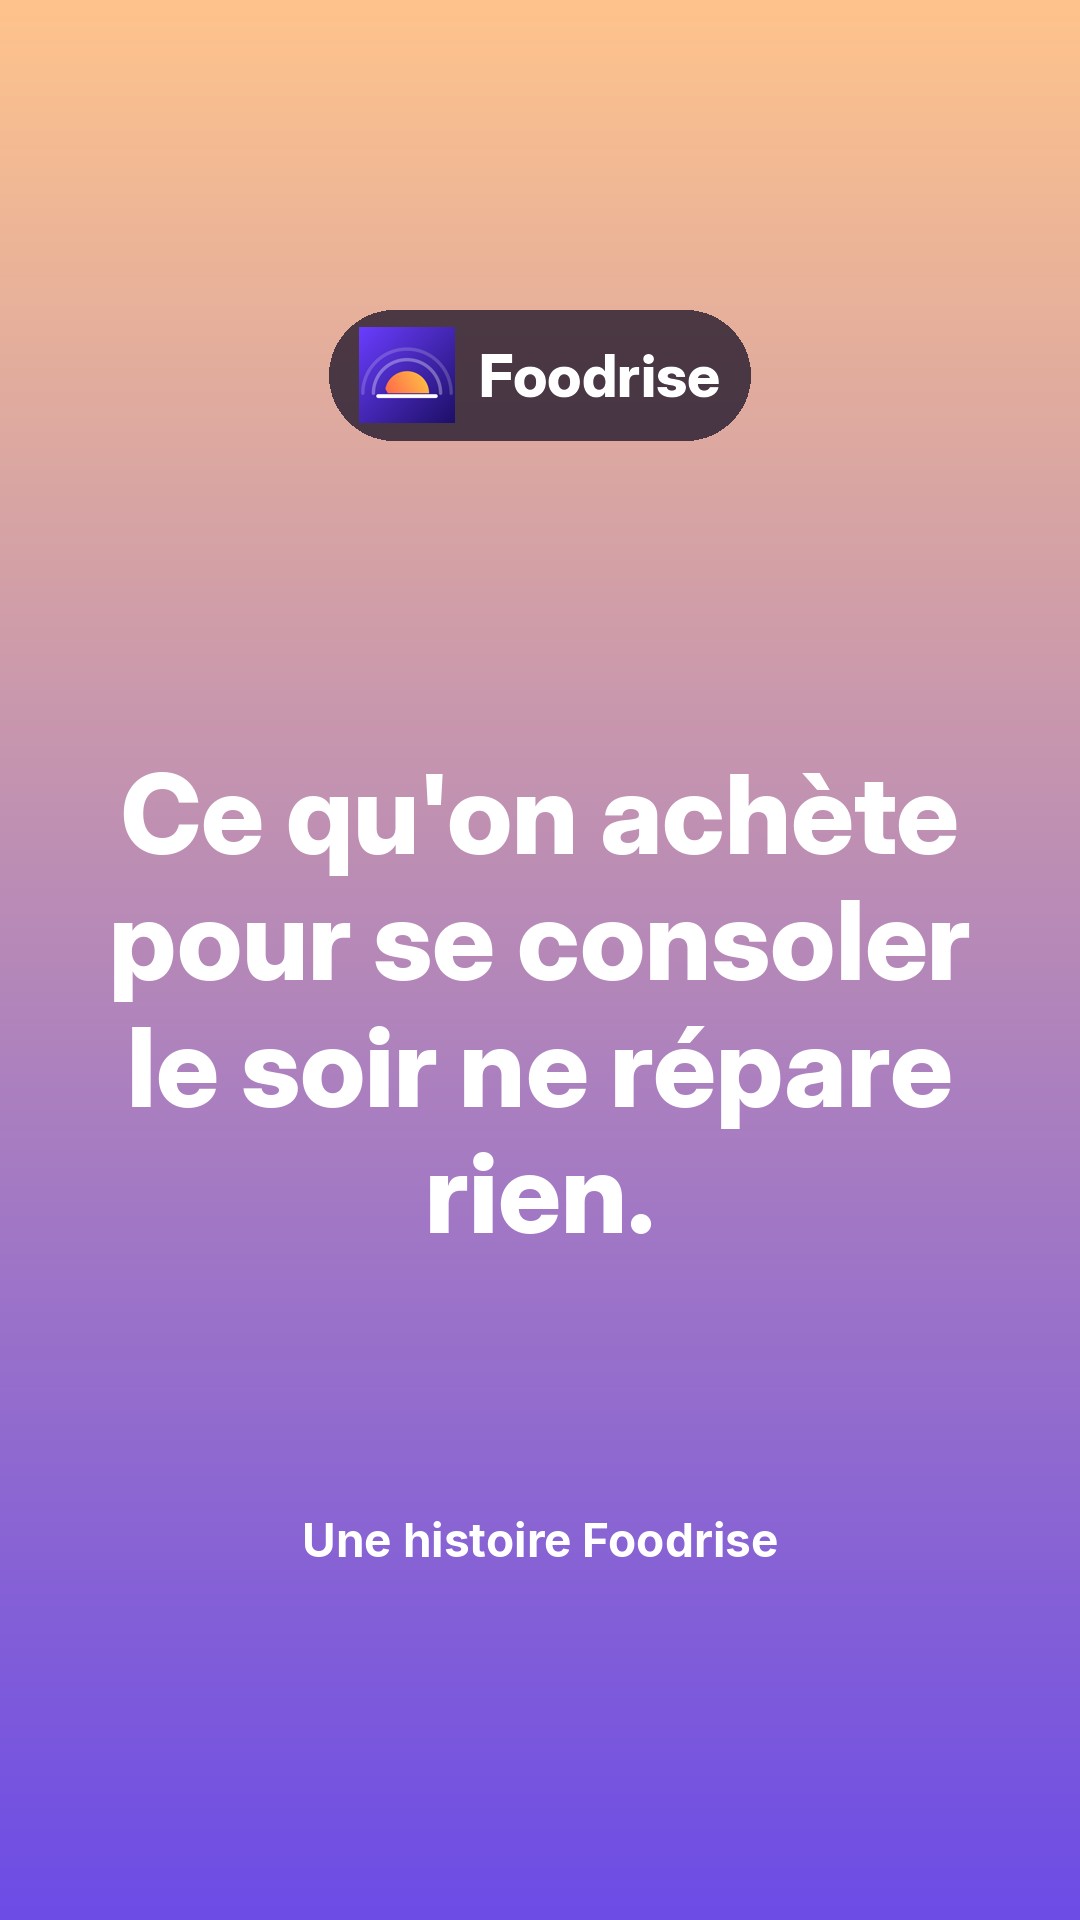 Foodrise
Ce qu'on achète
pour se consoler
le soir ne répare
rien.
Une histoire Foodrise